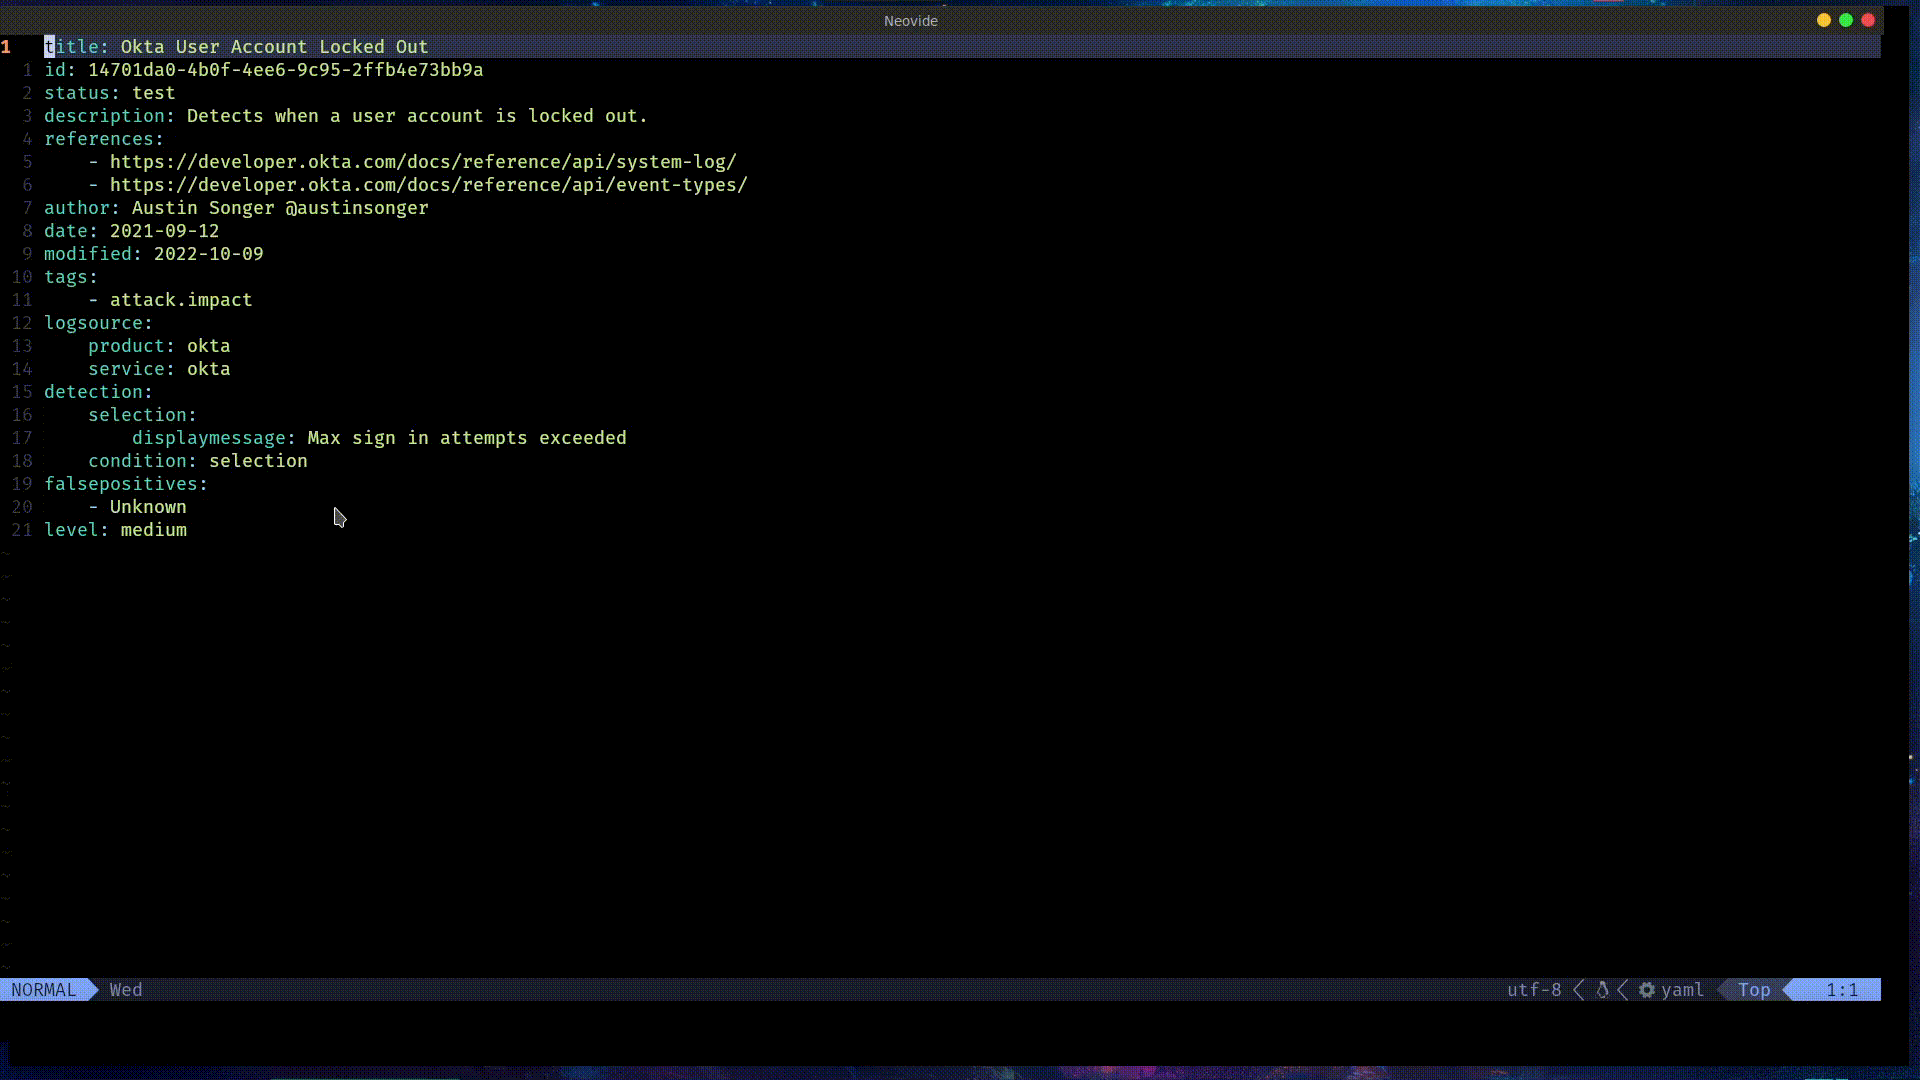 Neovide
1 title: Okta User Account Locked Out
1 id: 14701da0-4b0f-4ee6-9c95-2ffb4e73bb9a
2 status: test
3 description: Detects when a user account is locked out.
4 references:
5     - https://developer.okta.com/docs/reference/api/system-log/
6     - https://developer.okta.com/docs/reference/api/event-types/
7 author: Austin Songer @austinsonger
8 date: 2021-09-12
9 modified: 2022-10-09
10 tags:
11     - attack.impact
12 logsource:
13     product: okta
14     service: okta
15 detection:
16     selection:
17         displaymessage: Max sign in attempts exceeded
18     condition: selection
19 falsepositives:
20     - Unknown
21 level: medium
NORMAL Wed utf-8 yaml Top 1:1